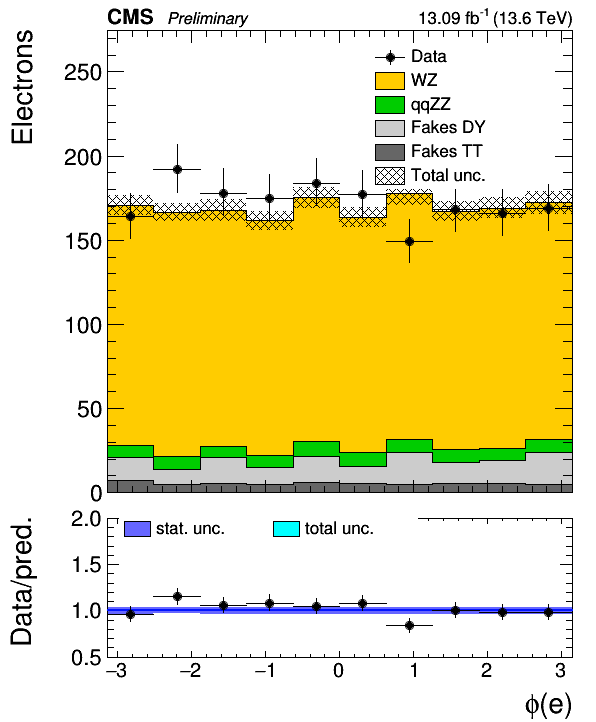 CMS Preliminary 13.09 fb⁻¹ (13.6 TeV)
Electrons
250
200
150
100
50
0
Data
WZ
qqZZ
Fakes DY
Fakes TT
Total unc.
Data/pred.
2.0
1.5
1.0
0.5
stat. unc. total unc.
−3 −2 −1 0 1 2 3
ϕ(e)